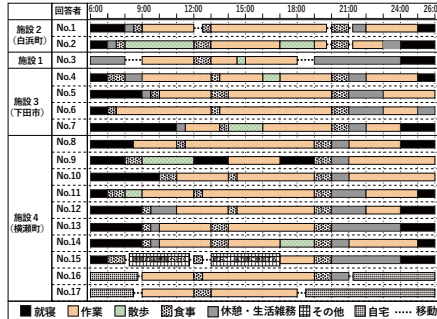 回答者 6:00 9:00 12:00 15:00 18:00 21:00 24:00
施設2
(白浜町)
No.1
No.2
施設1
No.3
施設3
(下田市)
No.4
No.5
No.6
No.7
施設4
(横瀬町)
No.8
No.9
No.10
No.11
No.12
No.13
No.14
No.15
No.16
No.17
就寝 作業 散歩 食事 休憩・生活雑務 その他 自宅 移動